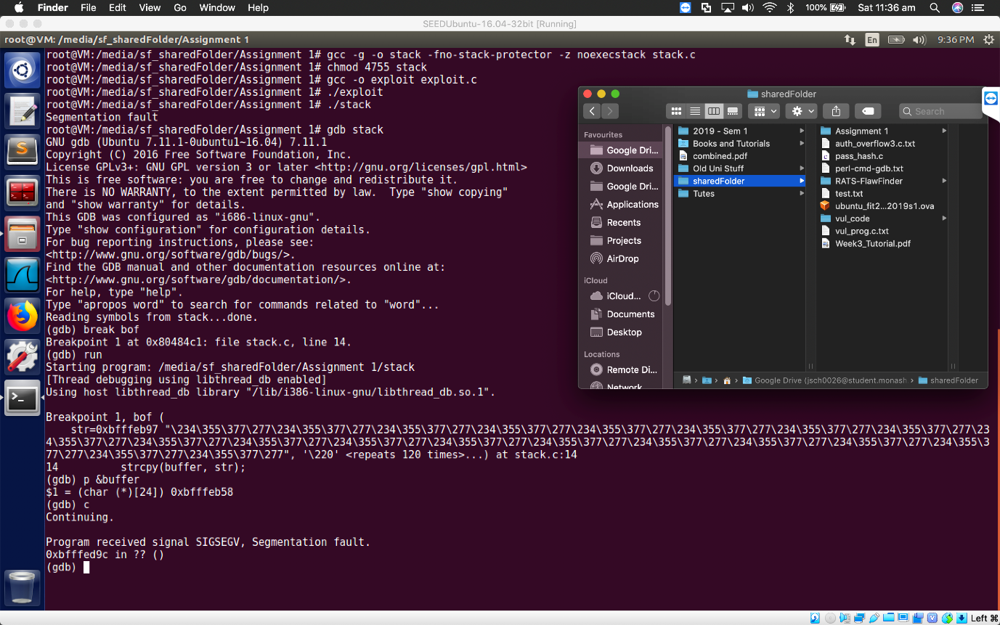 Finder File Edit View Go Window Help 100% Sat 11:36 am
SEEDUbuntu-16.04-32bit [Running]
root@VM: /media/sf_sharedFolder/Assignment 1 En 9:36 PM
root@VM:/media/sf_sharedFolder/Assignment 1# gcc -g -o stack -fno-stack-protector -z noexecstack stack.c
root@VM:/media/sf_sharedFolder/Assignment 1# chmod 4755 stack
root@VM:/media/sf_sharedFolder/Assignment 1# gcc -o exploit exploit.c
root@VM:/media/sf_sharedFolder/Assignment 1# ./exploit
root@VM:/media/sf_sharedFolder/Assignment 1# ./stack
Segmentation fault
root@VM:/media/sf_sharedFolder/Assignment 1# gdb stack
GNU gdb (Ubuntu 7.11.1-0ubuntu1~16.04) 7.11.1
Copyright (C) 2016 Free Software Foundation, Inc.
License GPLv3+: GNU GPL version 3 or later <http://gnu.org/licenses/gpl.html>
This is free software: you are free to change and redistribute it.
There is NO WARRANTY, to the extent permitted by law.  Type "show copying"
and "show warranty" for details.
This GDB was configured as "i686-linux-gnu".
Type "show configuration" for configuration details.
For bug reporting instructions, please see:
<http://www.gnu.org/software/gdb/bugs/>.
Find the GDB manual and other documentation resources online at:
<http://www.gnu.org/software/gdb/documentation/>.
For help, type "help".
Type "apropos word" to search for commands related to "word"...
Reading symbols from stack...done.
(gdb) break bof
Breakpoint 1 at 0x80484c1: file stack.c, line 14.
(gdb) run
Starting program: /media/sf_sharedFolder/Assignment 1/stack
[Thread debugging using libthread_db enabled]
Using host libthread_db library "/lib/i386-linux-gnu/libthread_db.so.1".
Breakpoint 1, bof (
str=0xbfffeb97 "\234\355\377\277\234\355\377\277\234\355\377\277\234\355\377\277\234\355\377\277\234\355\377\277\234\355\377\277\23
4\355\377\277\234\355\377\277\234\355\377\277\234\355\377\277\234\355\377\277\234\355\377\277\234\355\377\277\234\355\377\277\234\355\3
77\277\234\355\377\277\234\355\377\277", '\220' <repeats 120 times>...) at stack.c:14
14 strcpy(buffer, str);
(gdb) p &buffer
$1 = (char (*)[24]) 0xbfffeb58
(gdb) c
Continuing.
Program received signal SIGSEGV, Segmentation fault.
0xbfffed9c in ?? ()
(gdb)
sharedFolder
Search
Favourites
Google Dri...
Downloads
Google Dri...
Applications
Recents
Projects
AirDrop
iCloud
iCloud...
Documents
Desktop
Locations
Remote Di...
Network
2019 - Sem 1
Books and Tutorials
combined.pdf
Old Uni Stuff
sharedFolder
Tutes
Assignment 1
auth_overflow3.c.txt
pass_hash.c
perl-cmd-gdb.txt
RATS-FlawFinder
test.txt
ubuntu_fit2...2019s1.ova
vul_code
vul_prog.c.txt
Week3_Tutorial.pdf
Google Drive (jsch0026@student.monash › sharedFolder
Left ⌘